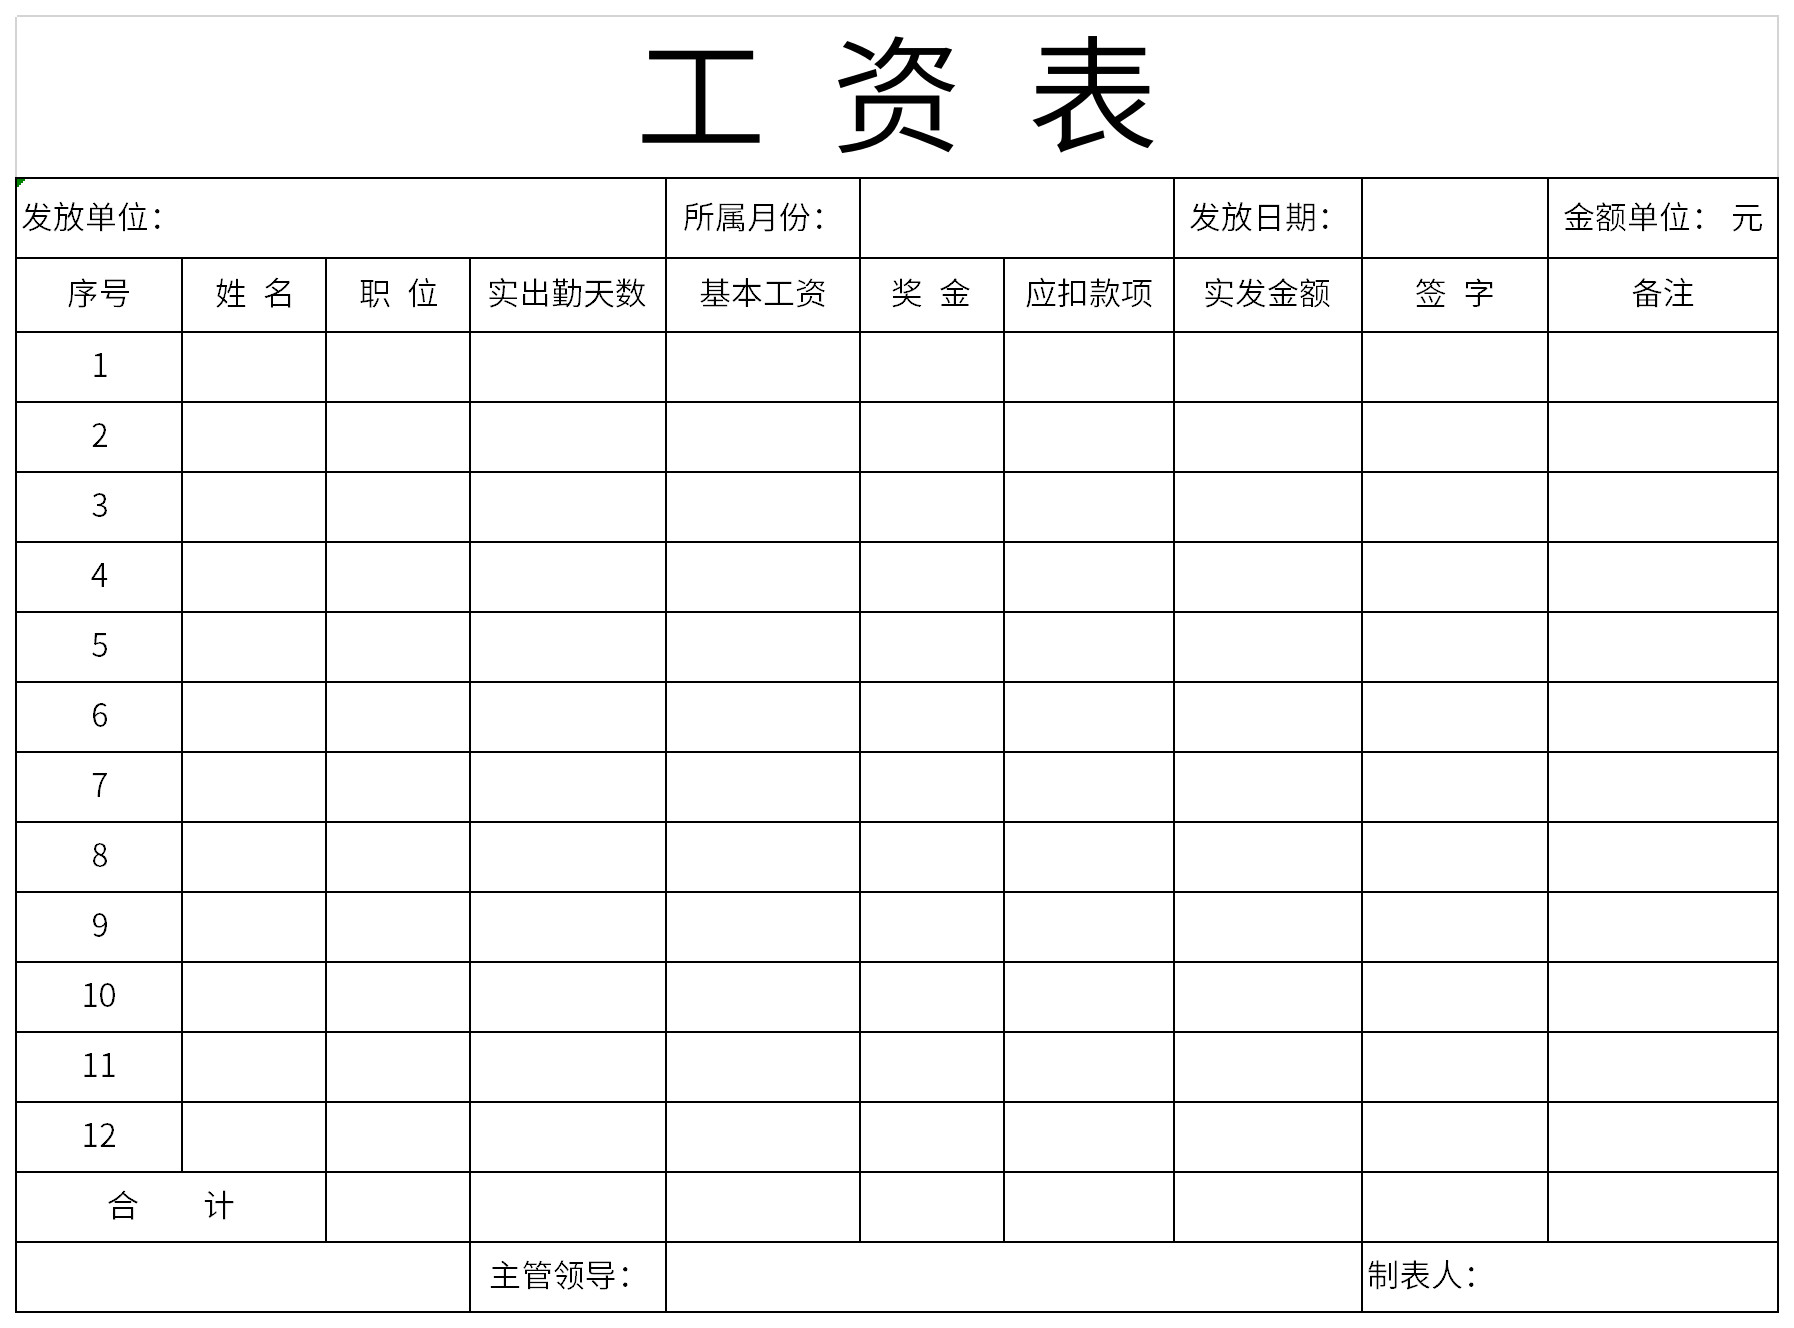 工 资 表
发放单位： 所属月份： 发放日期： 金额单位： 元
序号 姓 名 职 位 实出勤天数 基本工资 奖 金 应扣款项 实发金额 签 字 备注
1
2
3
4
5
6
7
8
9
10
11
12
合 计
主管领导： 制表人：